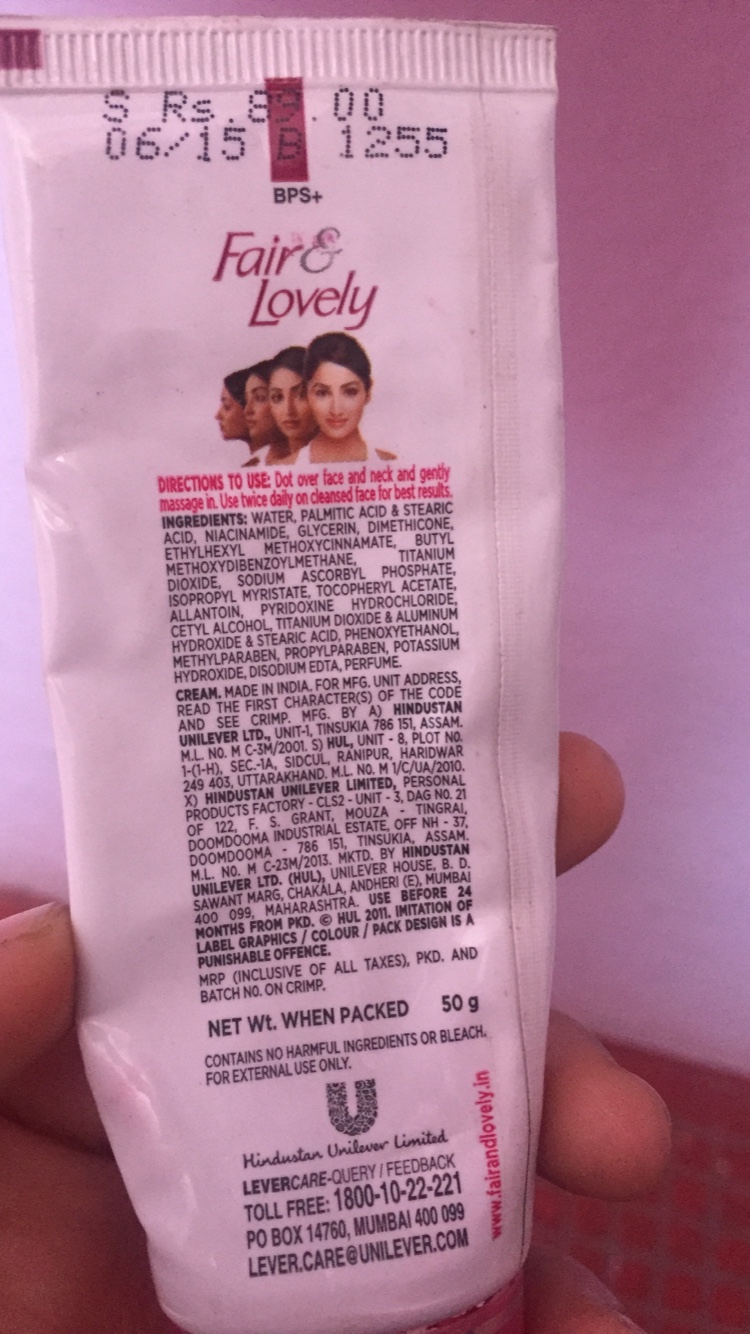 S Rs.89.00
06/15 B 1255
BPS+
Fair &
Lovely
DIRECTIONS TO USE: Dot over face and neck and gently
massage in. Use twice daily on cleansed face for best results.
INGREDIENTS: WATER, PALMITIC ACID & STEARIC
ACID, NIACINAMIDE, GLYCERIN, DIMETHICONE,
ETHYLHEXYL METHOXYCINNAMATE, BUTYL
METHOXYDIBENZOYLMETHANE, TITANIUM
DIOXIDE, SODIUM ASCORBYL PHOSPHATE,
ISOPROPYL MYRISTATE, TOCOPHERYL ACETATE,
ALLANTOIN, PYRIDOXINE HYDROCHLORIDE,
CETYL ALCOHOL, TITANIUM DIOXIDE & ALUMINUM
HYDROXIDE & STEARIC ACID, PHENOXYETHANOL,
METHYLPARABEN, PROPYLPARABEN, POTASSIUM
HYDROXIDE, DISODIUM EDTA, PERFUME.
CREAM. MADE IN INDIA. FOR MFG. UNIT ADDRESS,
READ THE FIRST CHARACTER(S) OF THE CODE
AND SEE CRIMP. MFG. BY A) HINDUSTAN
UNILEVER LTD., UNIT-1, TINSUKIA 786 151, ASSAM.
M.L. NO. M C-3M/2001. S) HUL, UNIT - 8, PLOT NO.
1-(1-H), SEC.-1A, SIDCUL, RANIPUR, HARIDWAR
249 403, UTTARAKHAND. M.L. NO. M 1/C/UA/2010.
X) HINDUSTAN UNILEVER LIMITED, PERSONAL
PRODUCTS FACTORY - CLS2 - UNIT - 3, DAG NO. 21
OF 122, F. S. GRANT, MOUZA - TINGRAI,
DOOMDOOMA INDUSTRIAL ESTATE, OFF NH - 37,
DOOMDOOMA - 786 151, TINSUKIA, ASSAM.
M.L. NO. M C-23M/2013. MKTD. BY HINDUSTAN
UNILEVER LTD. (HUL), UNILEVER HOUSE, B. D.
SAWANT MARG, CHAKALA, ANDHERI (E), MUMBAI
400 099, MAHARASHTRA. USE BEFORE 24
MONTHS FROM PKD. © HUL 2011. IMITATION OF
LABEL GRAPHICS / COLOUR / PACK DESIGN IS A
PUNISHABLE OFFENCE.
MRP (INCLUSIVE OF ALL TAXES), PKD. AND
BATCH NO. ON CRIMP.
NET Wt. WHEN PACKED 50 g
CONTAINS NO HARMFUL INGREDIENTS OR BLEACH.
FOR EXTERNAL USE ONLY.
Hindustan Unilever Limited
LEVERCARE-QUERY / FEEDBACK
TOLL FREE: 1800-10-22-221
PO BOX 14760, MUMBAI 400 099
LEVER.CARE@UNILEVER.COM
www.fairandlovely.in